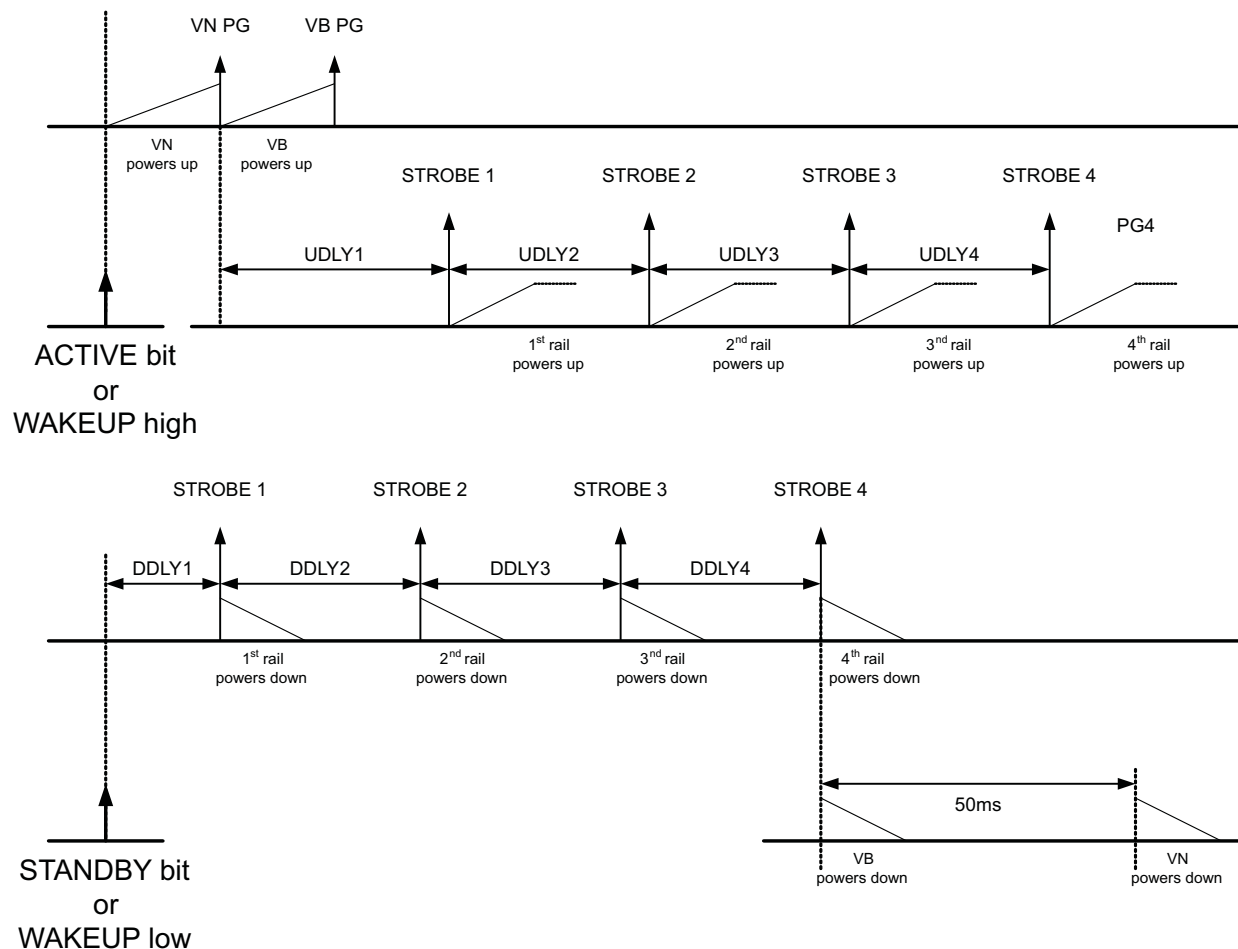 VN PG
VB PG
VN
powers up
VB
powers up
STROBE 1
STROBE 2
STROBE 3
STROBE 4
PG4
UDLY1
UDLY2
UDLY3
UDLY4
1st rail
powers up
2nd rail
powers up
3nd rail
powers up
4th rail
powers up
ACTIVE bit
or
WAKEUP high
STROBE 1
STROBE 2
STROBE 3
STROBE 4
DDLY1
DDLY2
DDLY3
DDLY4
1st rail
powers down
2nd rail
powers down
3nd rail
powers down
4th rail
powers down
50ms
VB
powers down
VN
powers down
STANDBY bit
or
WAKEUP low